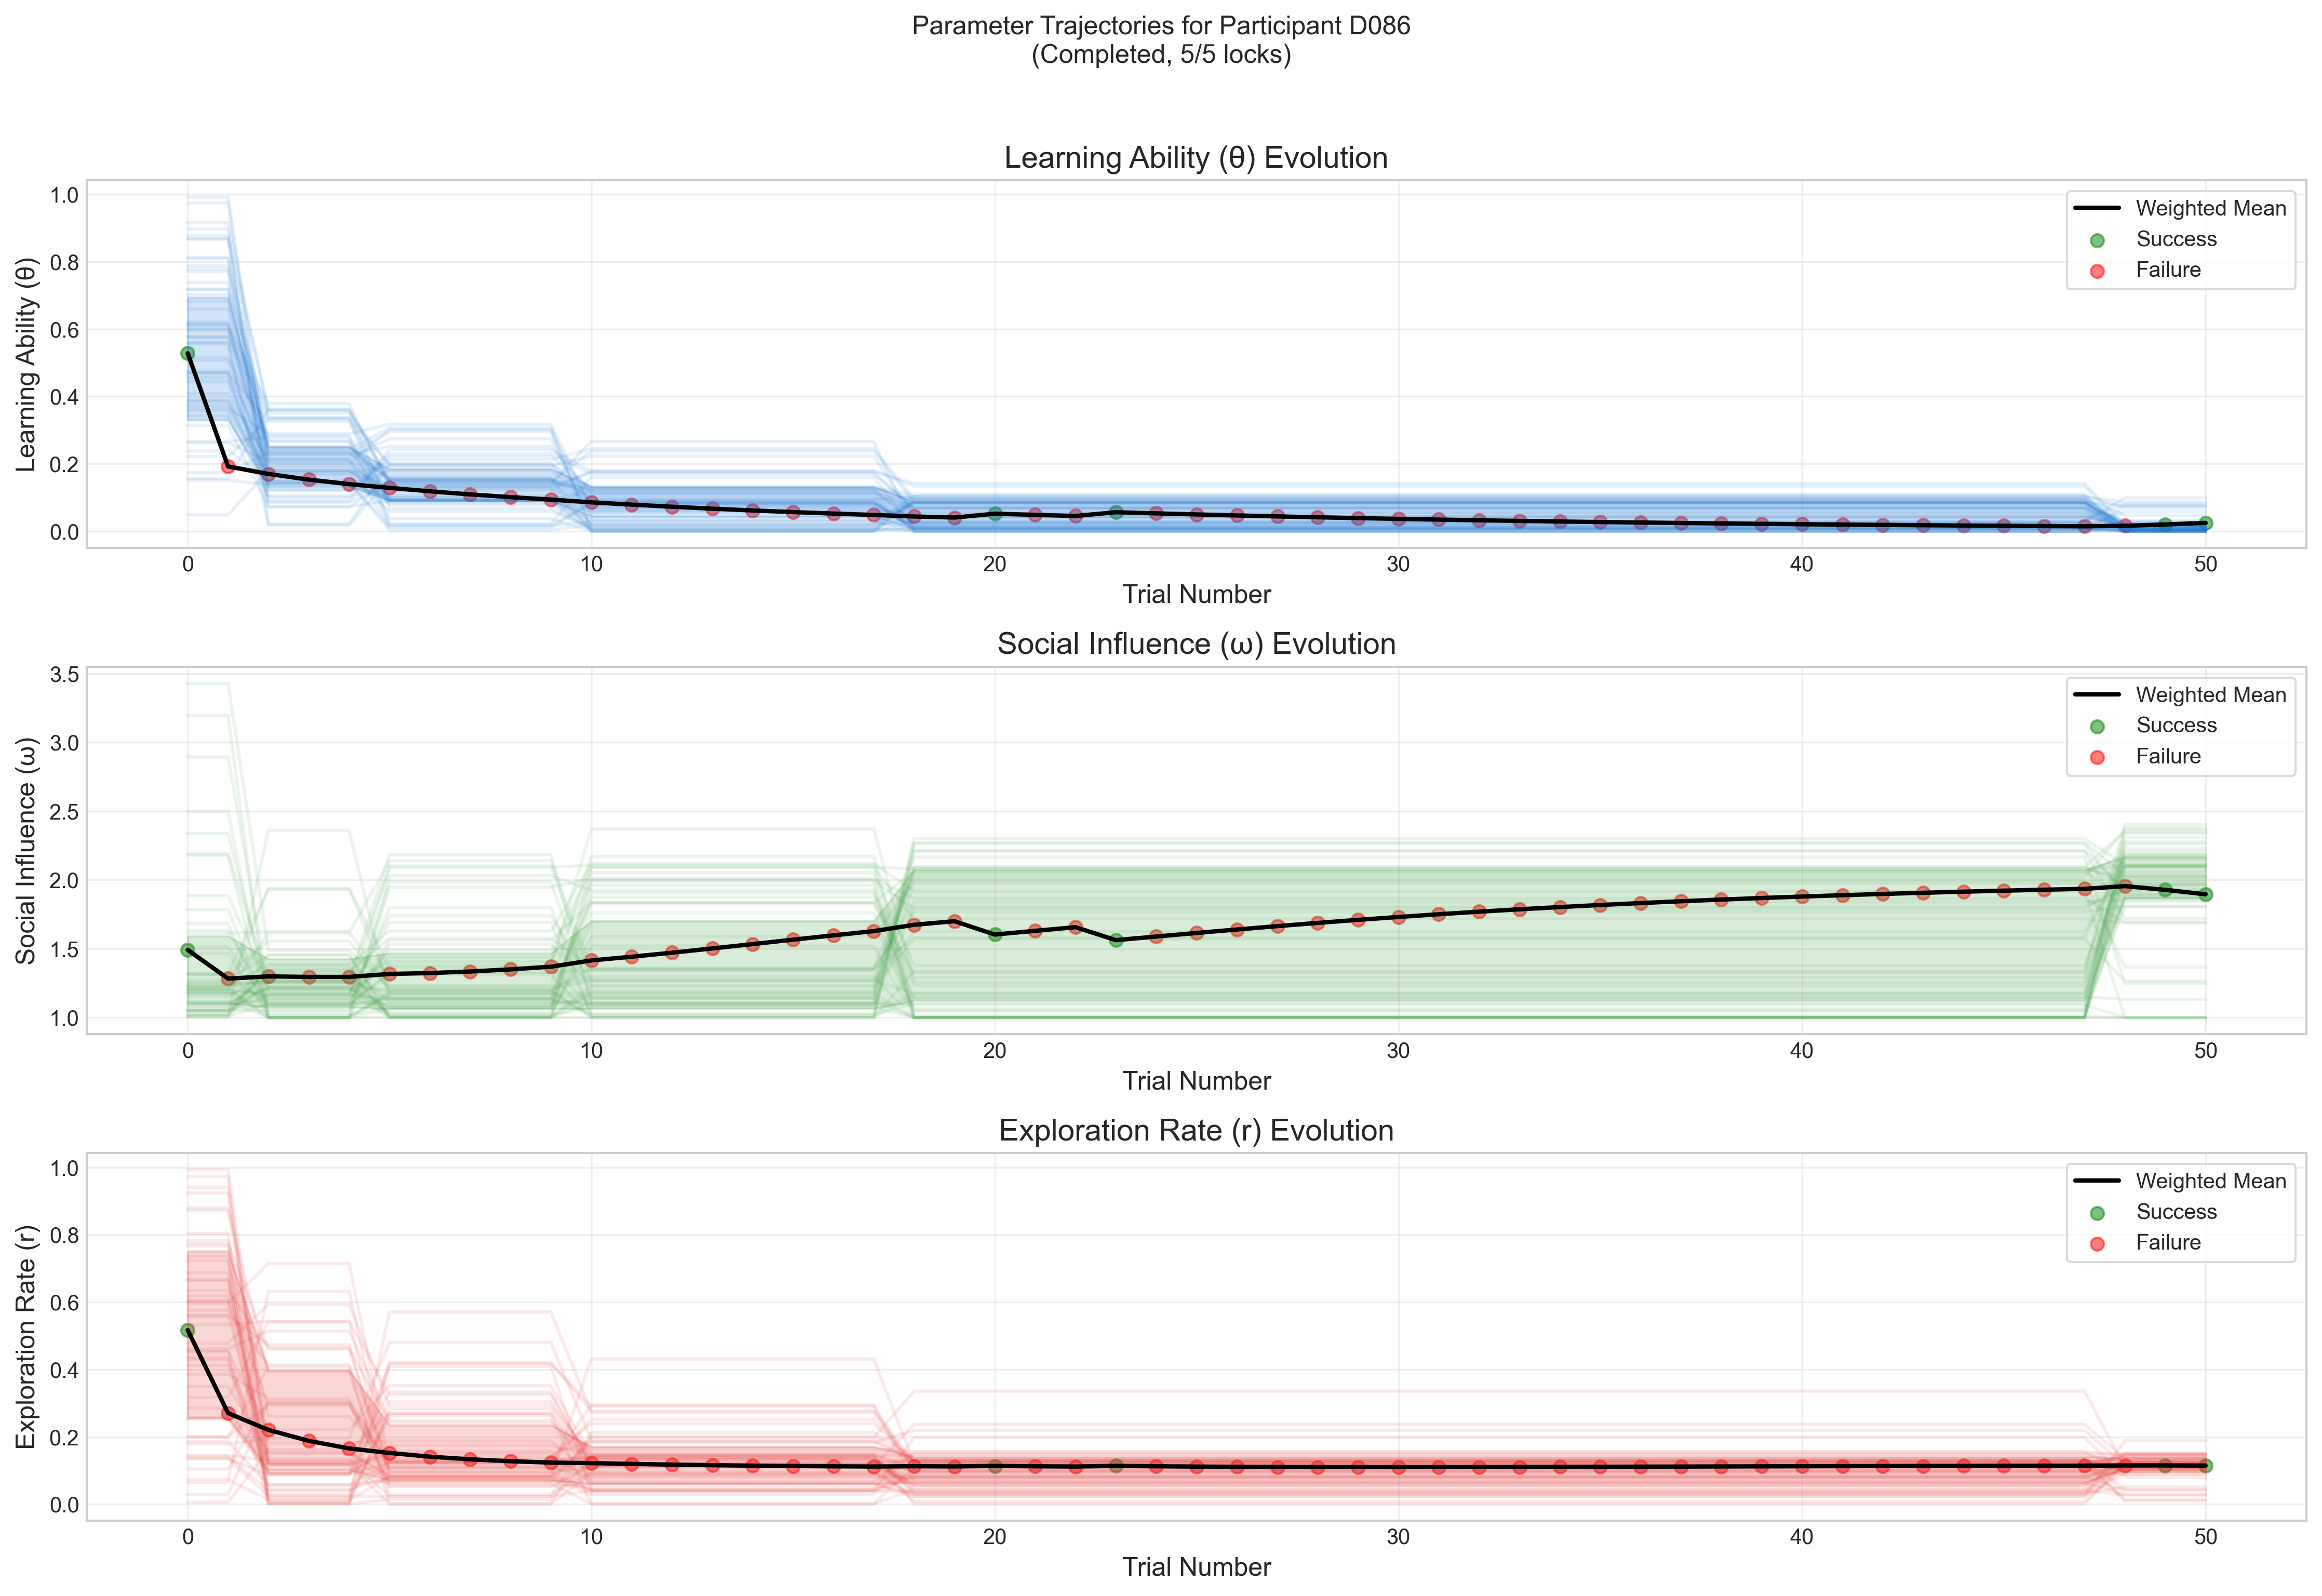 Parameter Trajectories for Participant D086
(Completed, 5/5 locks)
Learning Ability (θ) Evolution
Learning Ability (θ)
1.0
0.8
0.6
0.4
0.2
0.0
Weighted Mean
Success
Failure
0 10 20 30 40 50
Trial Number
Social Influence (ω) Evolution
Social Influence (ω)
3.5
3.0
2.5
2.0
1.5
1.0
Weighted Mean
Success
Failure
0 10 20 30 40 50
Trial Number
Exploration Rate (r) Evolution
Exploration Rate (r)
1.0
0.8
0.6
0.4
0.2
0.0
Weighted Mean
Success
Failure
0 10 20 30 40 50
Trial Number